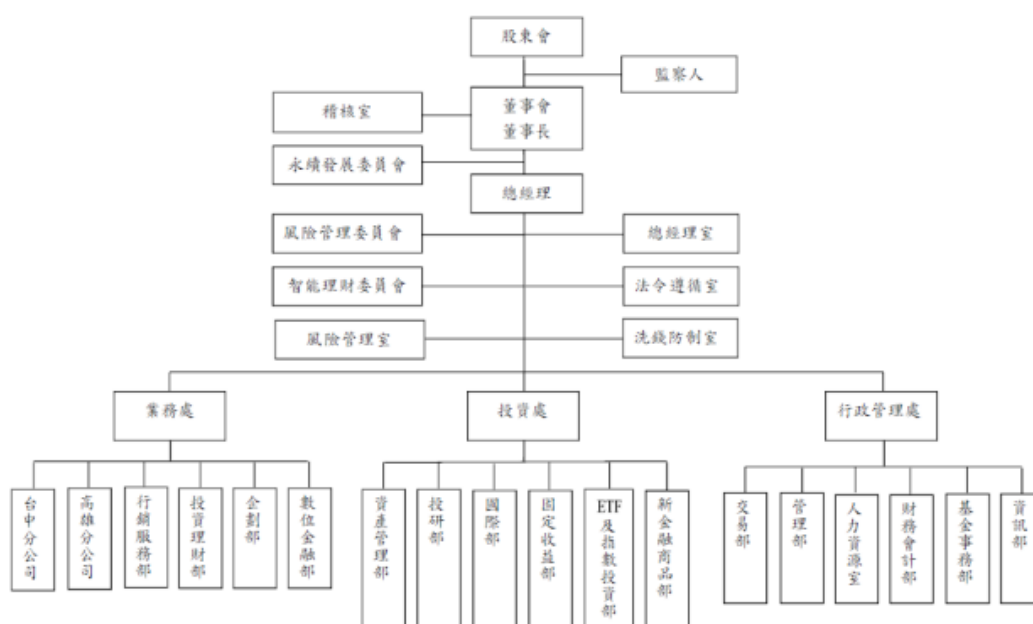 股東會
監察人
稽核室
董事會
董事長
永續發展委員會
總經理
風險管理委員會
總經理室
智能理財委員會
法令遵循室
風險管理室
洗錢防制室
業務處
投資處
行政管理處
台中分公司
高雄分公司
行銷服務部
投資理財部
企劃部
數位金融部
資產管理部
投研部
國際部
固定收益部
ETF及指數投資部
新金融商品部
交易部
管理部
人力資源室
財務會計部
基金事務部
資訊部